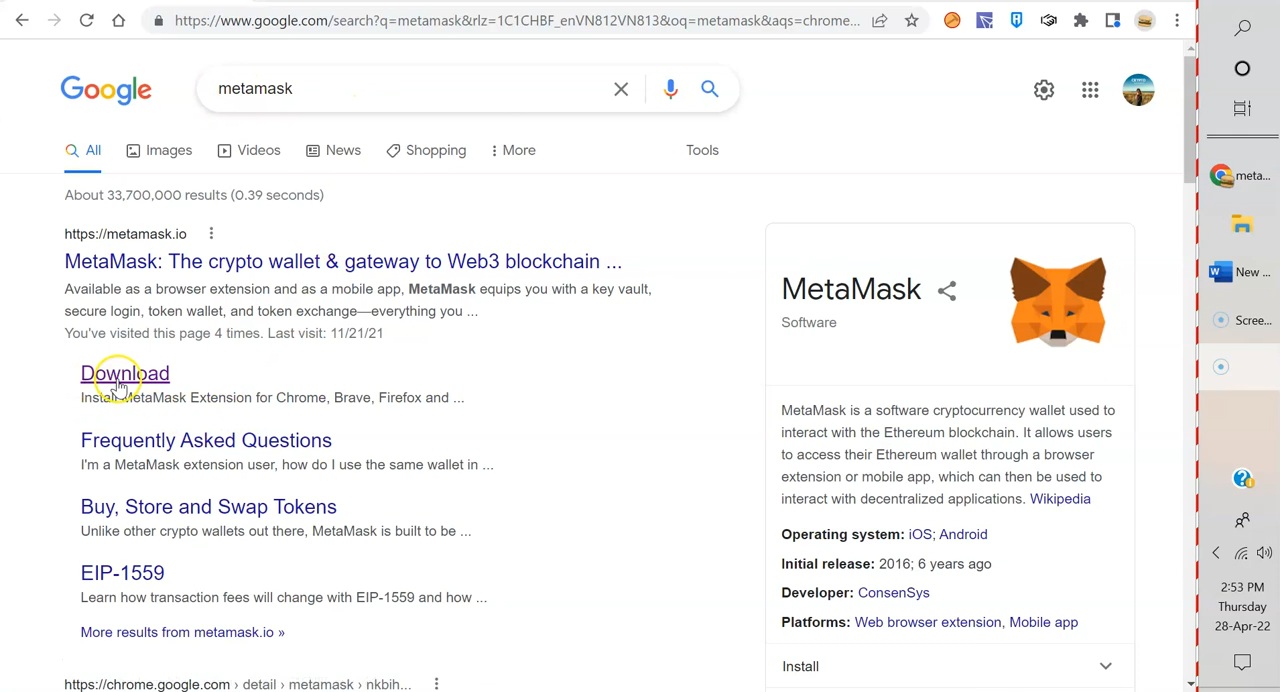 https://www.google.com/search?q=metamask&rlz=1C1CHBF_enVN812VN813&oq=metamask&aqs=chrome...
Google
metamask
All
Images
Videos
News
Shopping
More
Tools
About 33,700,000 results (0.39 seconds)
https://metamask.io
MetaMask: The crypto wallet & gateway to Web3 blockchain ...
Available as a browser extension and as a mobile app, MetaMask equips you with a key vault,
secure login, token wallet, and token exchange—everything you ...
You've visited this page 4 times. Last visit: 11/21/21
Download
Install MetaMask Extension for Chrome, Brave, Firefox and ...
Frequently Asked Questions
I'm a MetaMask extension user, how do I use the same wallet in ...
Buy, Store and Swap Tokens
Unlike other crypto wallets out there, MetaMask is built to be ...
EIP-1559
Learn how transaction fees will change with EIP-1559 and how ...
More results from metamask.io »
https://chrome.google.com › detail › metamask › nkbih...
MetaMask
Software
MetaMask is a software cryptocurrency wallet used to
interact with the Ethereum blockchain. It allows users
to access their Ethereum wallet through a browser
extension or mobile app, which can then be used to
interact with decentralized applications. Wikipedia
Operating system: iOS; Android
Initial release: 2016; 6 years ago
Developer: ConsenSys
Platforms: Web browser extension, Mobile app
Install
meta...
New ...
Scree...
2:53 PM
Thursday
28-Apr-22